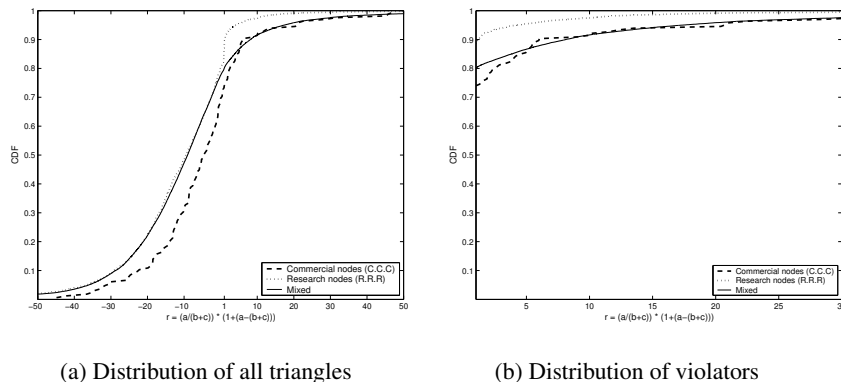 CDF
1
0.9
0.8
0.7
0.6
0.5
0.4
0.3
0.2
0.1
−50 −40 −30 −20 −10 1 10 20 30 40 50
r = (a/(b+c)) * (1+(a−(b+c)))
Commercial nodes (C.C.C)
Research nodes (R.R.R)
Mixed
(a) Distribution of all triangles
CDF
1
0.9
0.8
0.7
0.6
0.5
0.4
0.3
0.2
0.1
5 10 15 20 25 30
r = (a/(b+c)) * (1+(a−(b+c)))
Commercial nodes (C.C.C)
Research nodes (R.R.R)
Mixed
(b) Distribution of violators